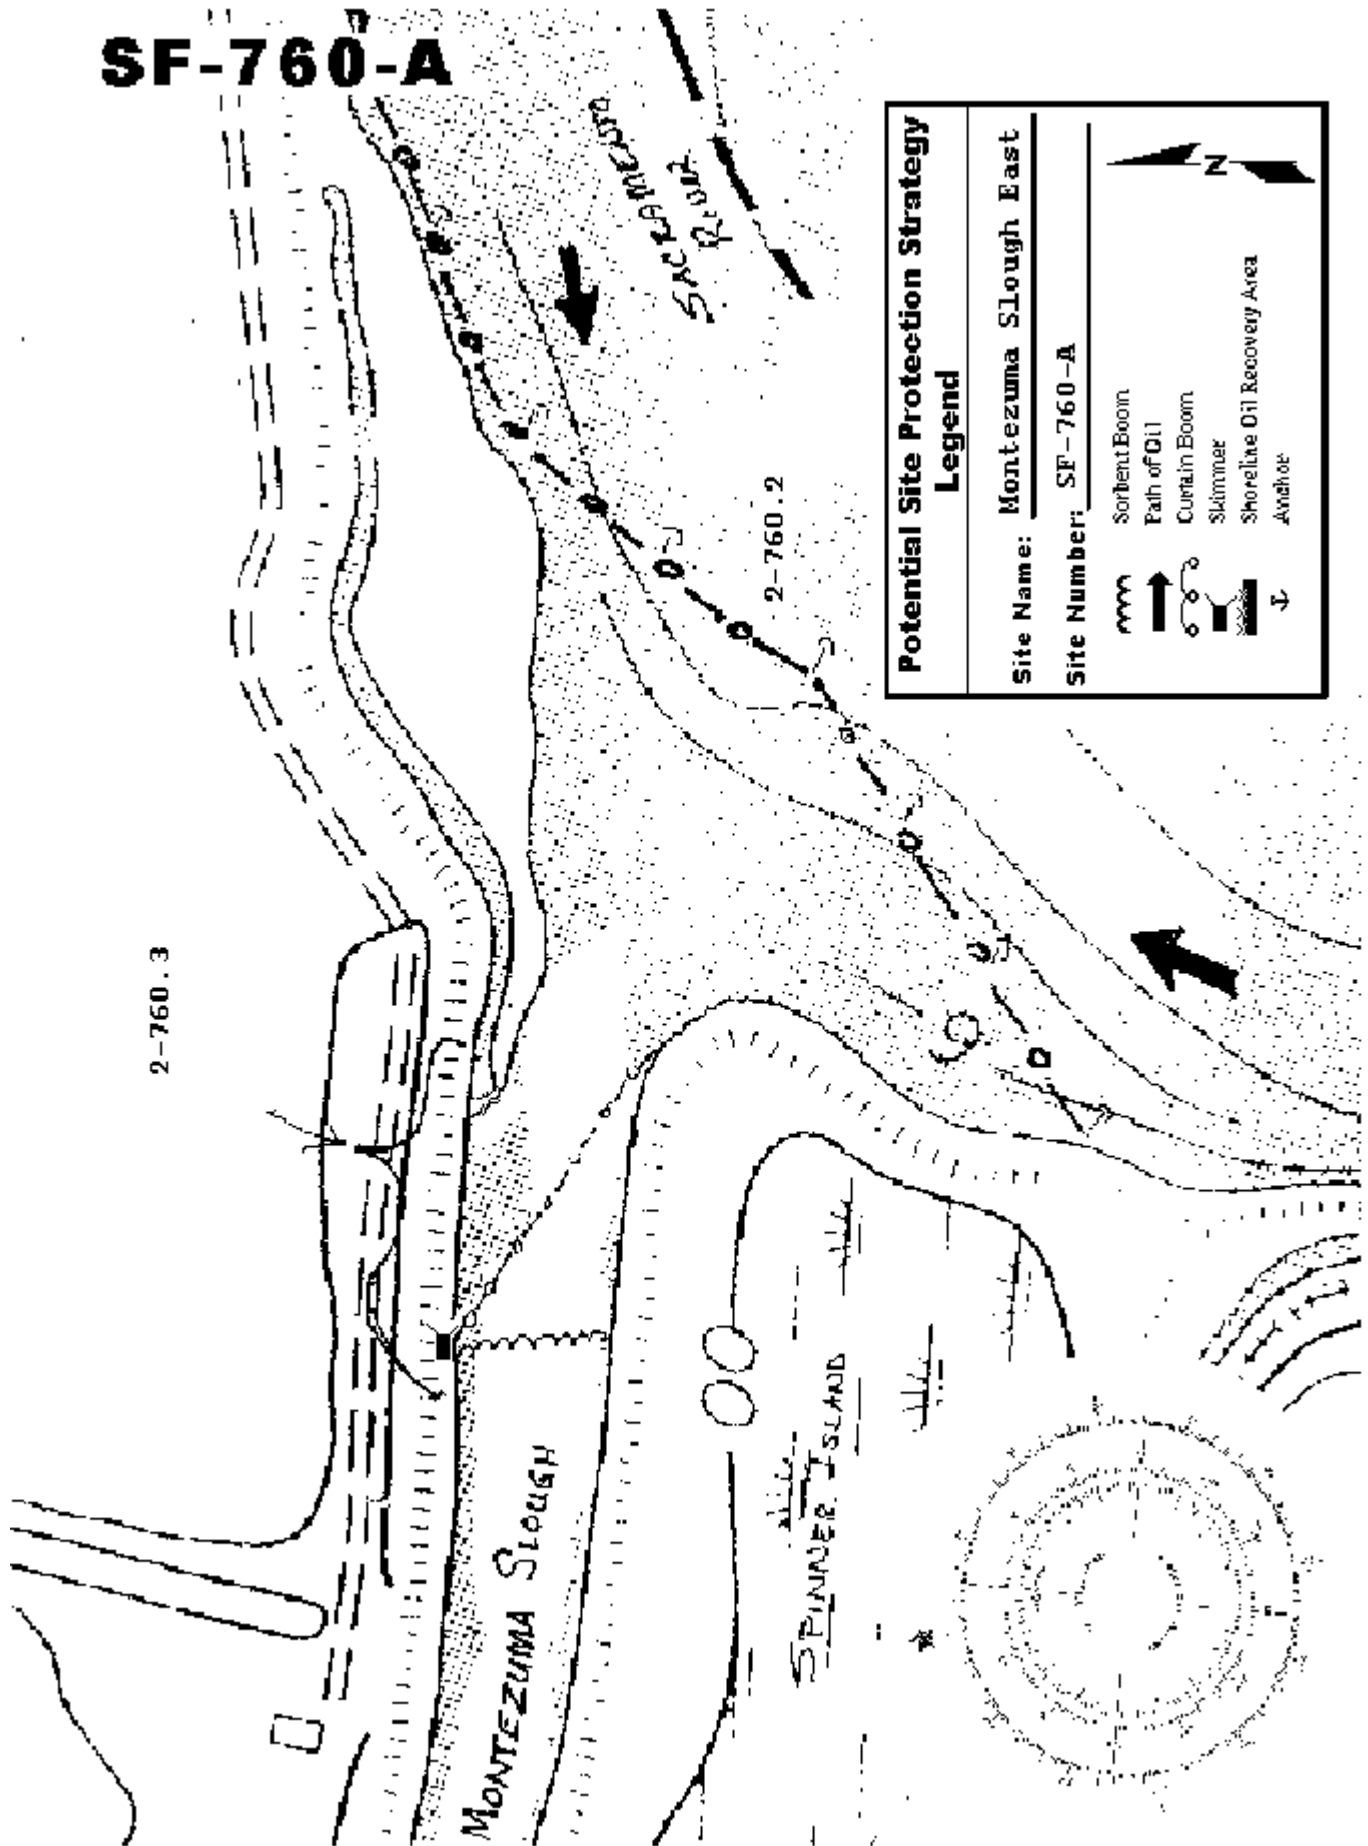 SF-760-A
SACRAMENTO
RIVER
2-760.2
2-760.3
MONTEZUMA SLOUGH
SPINNER ISLAND
Potential Site Protection Strategy
Legend
Site Name: Montezuma Slough East
Site Number: SF-760-A
Sorbent Boom
Path of Oil
Curtain Boom
Skimmer
Shoreline Oil Recovery Area
Anchor
N